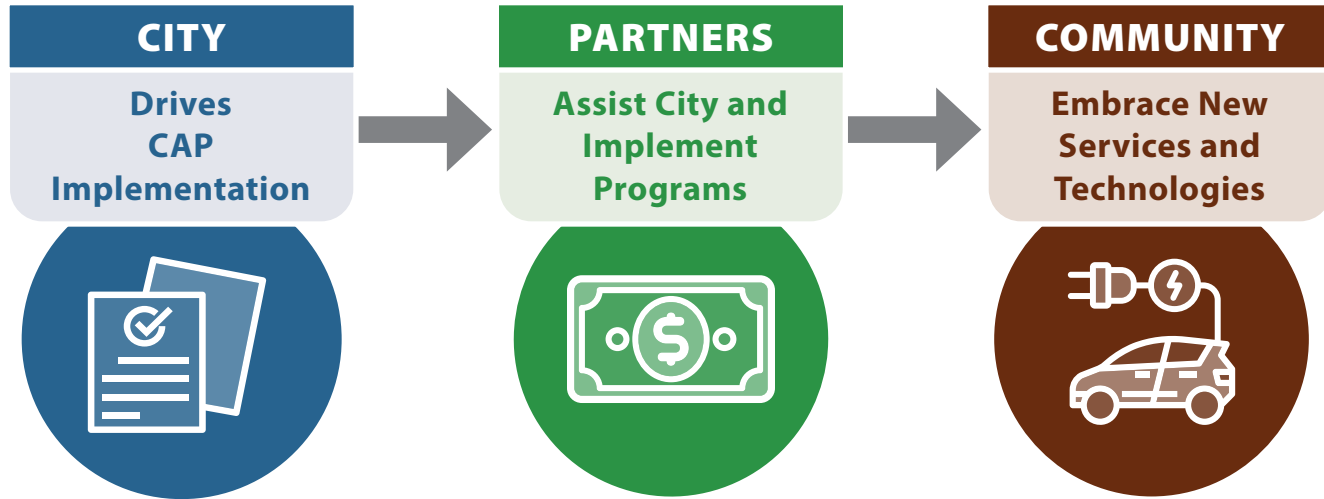 CITY
Drives
CAP
Implementation
PARTNERS
Assist City and
Implement
Programs
$
COMMUNITY
Embrace New
Services and
Technologies